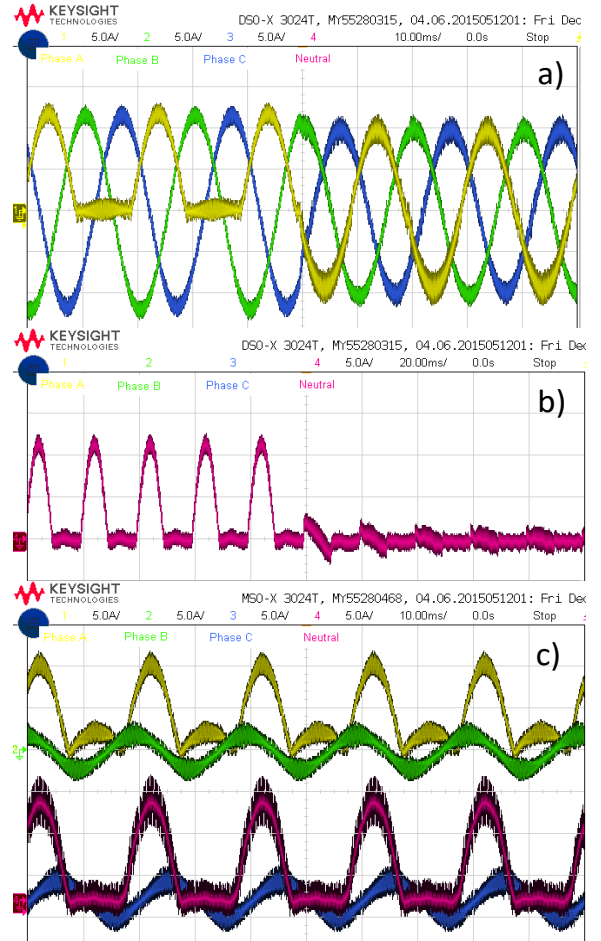 KEYSIGHT
TECHNOLOGIES
DSO-X 3024T, MY55280315, 04.06.2015051201: Fri Dec
1 5.0A/ 2 5.0A/ 3 5.0A/ 4 10.00ms/ 0.0s Stop
Phase A Phase B Phase C Neutral
a)
KEYSIGHT
TECHNOLOGIES
DSO-X 3024T, MY55280315, 04.06.2015051201: Fri Dec
1 2 3 4 5.0A/ 20.00ms/ 0.0s Stop
Phase A Phase B Phase C Neutral
b)
KEYSIGHT
TECHNOLOGIES
MSO-X 3024T, MY55280468, 04.06.2015051201: Fri Dec
1 5.0A/ 2 5.0A/ 3 5.0A/ 4 5.0A/ 10.00ms/ 0.0s Stop
Phase A Phase B Phase C Neutral
c)
2